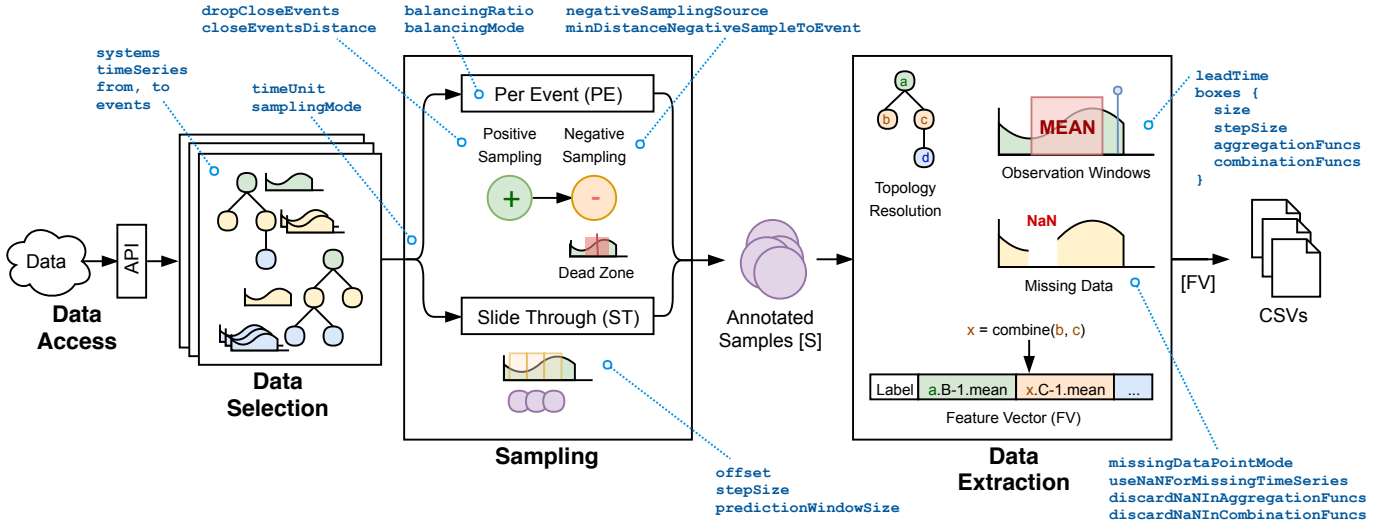 dropCloseEvents
closeEventsDistance
balancingRatio
balancingMode
negativeSamplingSource
minDistanceNegativeSampleToEvent
systems
timeSeries
from, to
events
timeUnit
samplingMode
Data
API
Data
Access
Data
Selection
Per Event (PE)
Positive
Sampling
Negative
Sampling
+
-
Dead Zone
Slide Through (ST)
Sampling
offset
stepSize
predictionWindowSize
Annotated
Samples [S]
a
b
c
d
Topology
Resolution
MEAN
Observation Windows
NaN
Missing Data
x = combine(b, c)
Label
a.B-1.mean
x.C-1.mean
...
Feature Vector (FV)
Data
Extraction
leadTime
boxes {
size
stepSize
aggregationFuncs
combinationFuncs
}
[FV]
CSVs
missingDataPointMode
useNaNForMissingTimeSeries
discardNaNInAggregationFuncs
discardNaNInCombinationFuncs